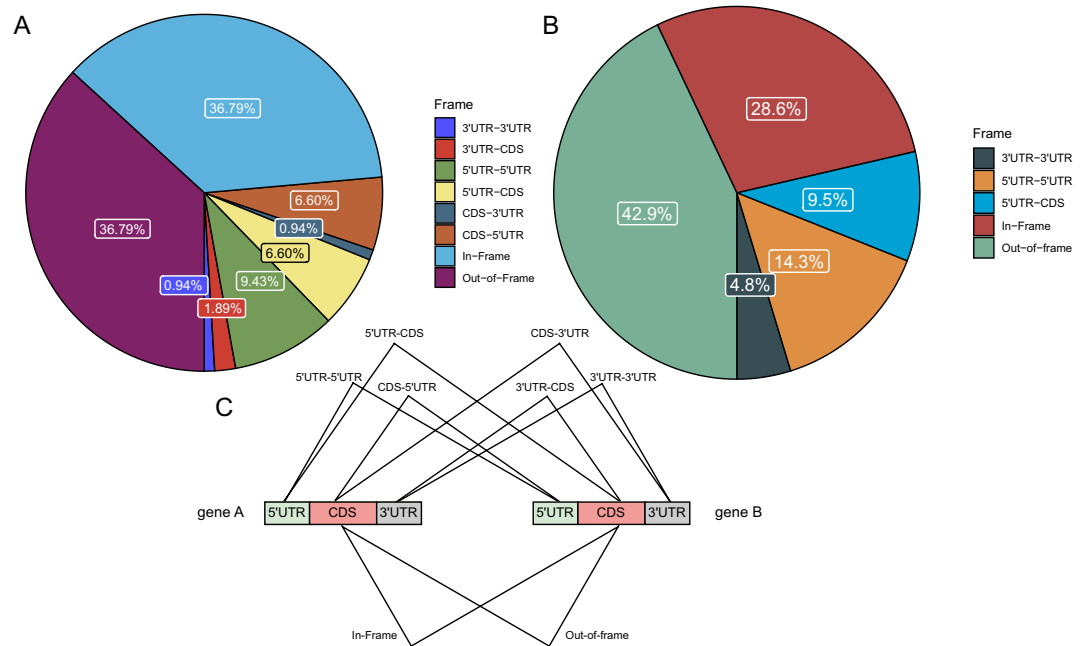 A
36.79%
6.60%
0.94%
6.60%
36.79%
9.43%
0.94%
1.89%
Frame
3'UTR−3'UTR
3'UTR−CDS
5'UTR−5'UTR
5'UTR−CDS
CDS−3'UTR
CDS−5'UTR
In−Frame
Out−of−Frame
B
28.6%
9.5%
42.9%
14.3%
4.8%
Frame
3'UTR−3'UTR
5'UTR−5'UTR
5'UTR−CDS
In−Frame
Out−of−frame
C
5'UTR-CDS
CDS-3'UTR
5'UTR-5'UTR
CDS-5'UTR
3'UTR-CDS
3'UTR-3'UTR
gene A
5'UTR
CDS
3'UTR
5'UTR
CDS
3'UTR
gene B
In-Frame
Out-of-frame